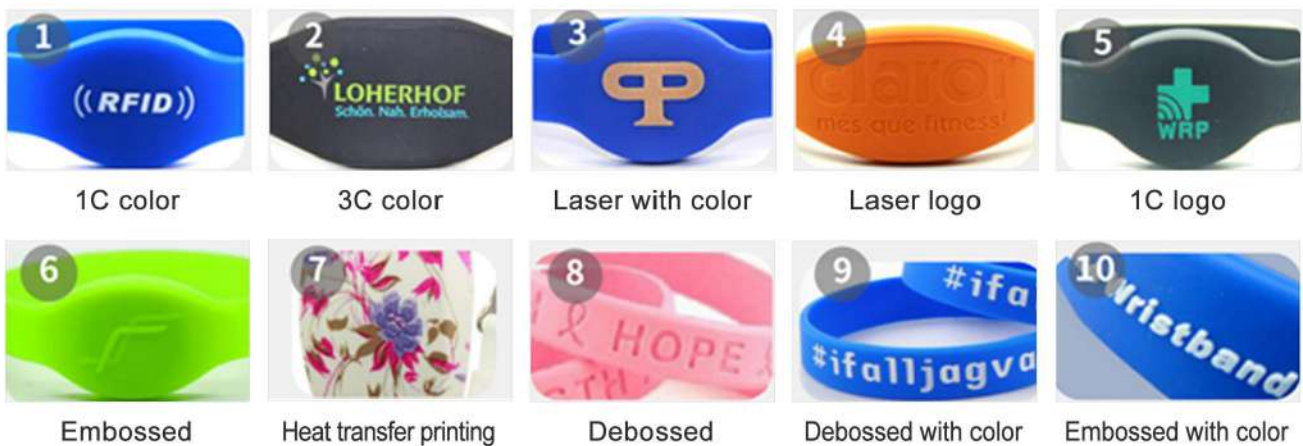 1
((RFID))
1C color
2
LOHERHOF
Schön. Nah. Erholsam.
3C color
3
Laser with color
4
claror
més que fitness!
Laser logo
5
WRP
1C logo
6
Embossed
7
Heat transfer printing
8
HOPE
Debossed
9
#ifa
#ifalljagva
Debossed with color
10
Wristband
Embossed with color